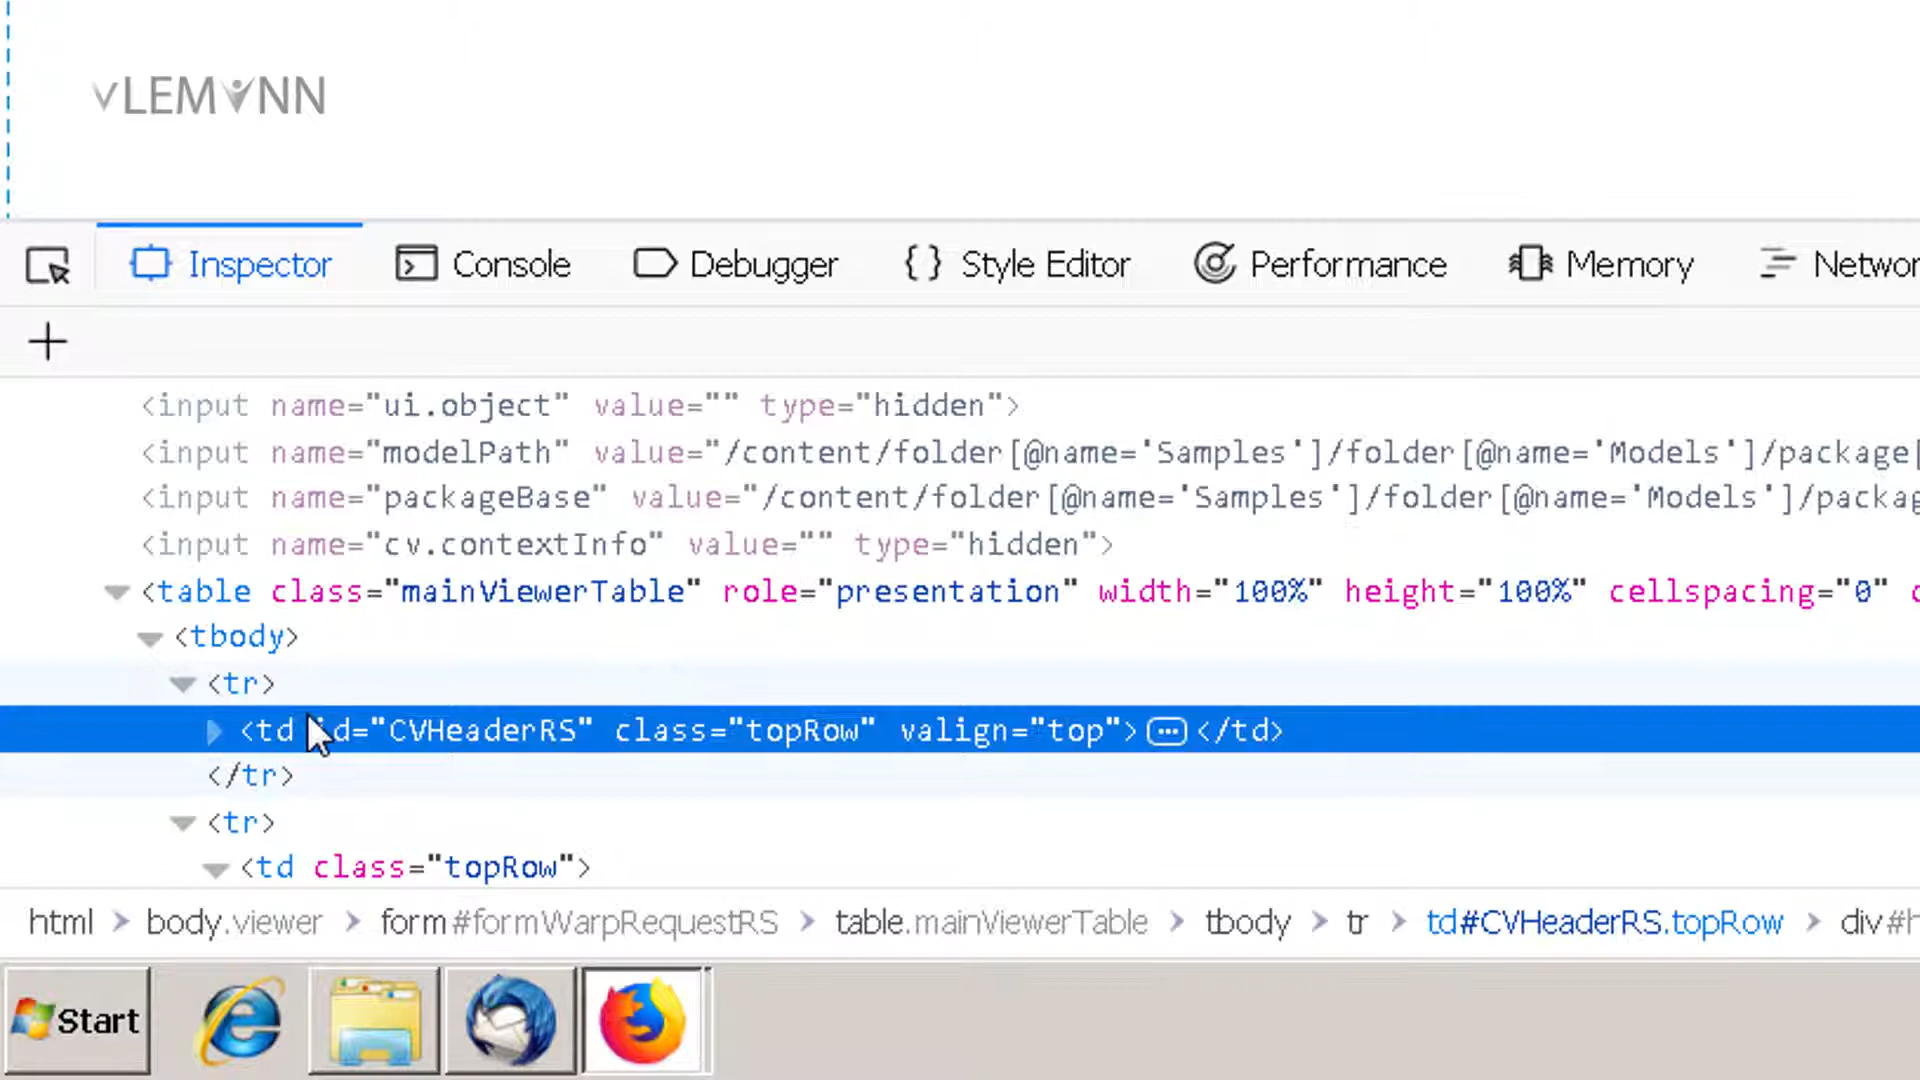 vLEMANN
Inspector Console Debugger { } Style Editor Performance Memory Networ
+
<input name="ui.object" value="" type="hidden">
<input name="modelPath" value="/content/folder[@name='Samples']/folder[@name='Models']/package[
<input name="packageBase" value="/content/folder[@name='Samples']/folder[@name='Models']/packag
<input name="cv.contextInfo" value="" type="hidden">
<table class="mainViewerTable" role="presentation" width="100%" height="100%" cellspacing="0" c
<tbody>
<tr>
<td id="CVHeaderRS" class="topRow" valign="top">…</td>
</tr>
<tr>
<td class="topRow">
html > body.viewer > form#formWarpRequestRS > table.mainViewerTable > tbody > tr > td#CVHeaderRS.topRow > div#h
Start